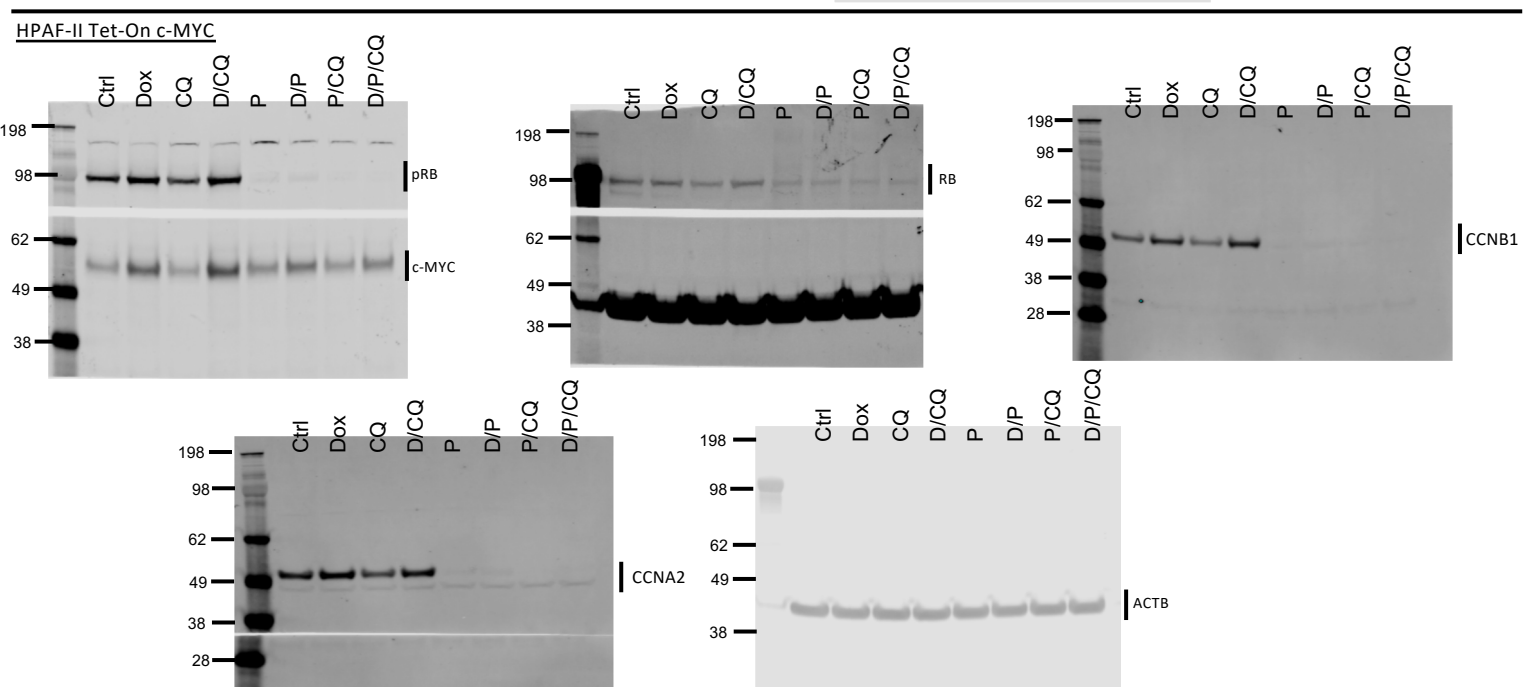 HPAF-II Tet-On c-MYC
Ctrl Dox CQ D/CQ P D/P P/CQ D/P/CQ
198
98
62
49
38
pRB
c-MYC
Ctrl Dox CQ D/CQ P D/P P/CQ D/P/CQ
198
98
62
49
38
RB
Ctrl Dox CQ D/CQ P D/P P/CQ D/P/CQ
198
98
62
49
38
28
CCNB1
Ctrl Dox CQ D/CQ P D/P P/CQ D/P/CQ
198
98
62
49
38
28
CCNA2
Ctrl Dox CQ D/CQ P D/P P/CQ D/P/CQ
198
98
62
49
38
ACTB